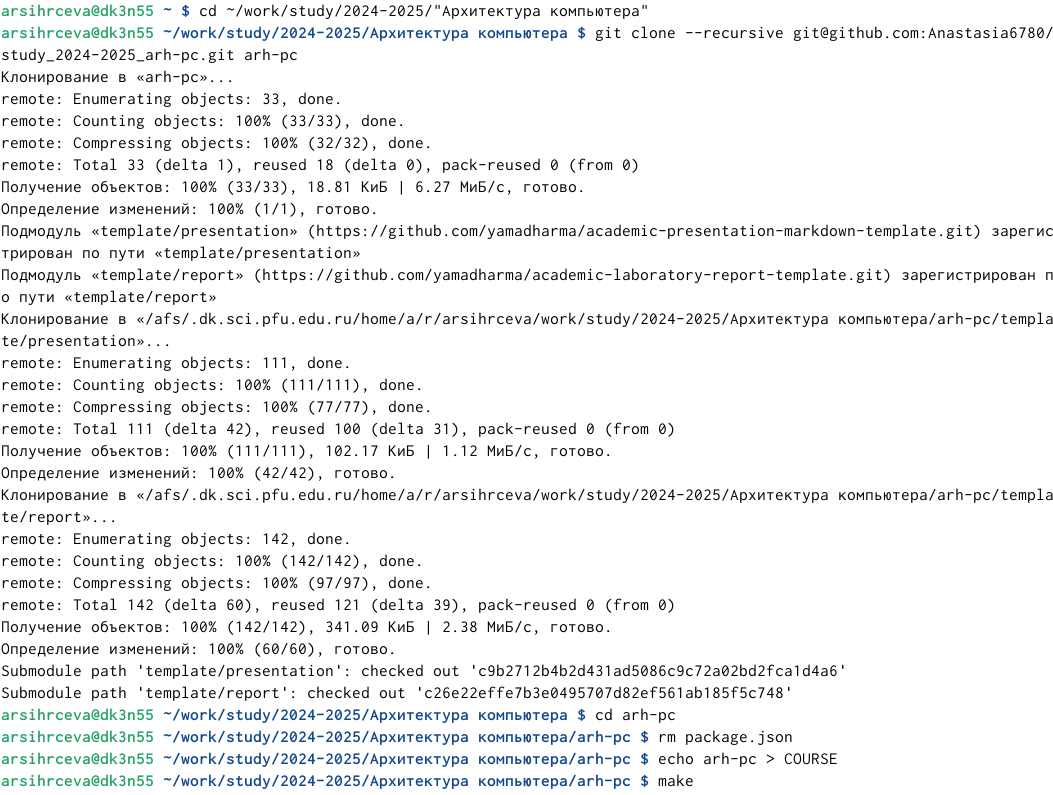 arsihrceva@dk3n55 ~ $ cd ~/work/study/2024-2025/"Архитектура компьютера"
arsihrceva@dk3n55 ~/work/study/2024-2025/Архитектура компьютера $ git clone --recursive git@github.com:Anastasia6780/
study_2024-2025_arh-pc.git arh-pc
Клонирование в «arh-pc»...
remote: Enumerating objects: 33, done.
remote: Counting objects: 100% (33/33), done.
remote: Compressing objects: 100% (32/32), done.
remote: Total 33 (delta 1), reused 18 (delta 0), pack-reused 0 (from 0)
Получение объектов: 100% (33/33), 18.81 КиБ | 6.27 МиБ/с, готово.
Определение изменений: 100% (1/1), готово.
Подмодуль «template/presentation» (https://github.com/yamadharma/academic-presentation-markdown-template.git) зарегис
трирован по пути «template/presentation»
Подмодуль «template/report» (https://github.com/yamadharma/academic-laboratory-report-template.git) зарегистрирован п
о пути «template/report»
Клонирование в «/afs/.dk.sci.pfu.edu.ru/home/a/r/arsihrceva/work/study/2024-2025/Архитектура компьютера/arh-pc/templa
te/presentation»...
remote: Enumerating objects: 111, done.
remote: Counting objects: 100% (111/111), done.
remote: Compressing objects: 100% (77/77), done.
remote: Total 111 (delta 42), reused 100 (delta 31), pack-reused 0 (from 0)
Получение объектов: 100% (111/111), 102.17 КиБ | 1.12 МиБ/с, готово.
Определение изменений: 100% (42/42), готово.
Клонирование в «/afs/.dk.sci.pfu.edu.ru/home/a/r/arsihrceva/work/study/2024-2025/Архитектура компьютера/arh-pc/templa
te/report»...
remote: Enumerating objects: 142, done.
remote: Counting objects: 100% (142/142), done.
remote: Compressing objects: 100% (97/97), done.
remote: Total 142 (delta 60), reused 121 (delta 39), pack-reused 0 (from 0)
Получение объектов: 100% (142/142), 341.09 КиБ | 2.38 МиБ/с, готово.
Определение изменений: 100% (60/60), готово.
Submodule path 'template/presentation': checked out 'c9b2712b4b2d431ad5086c9c72a02bd2fca1d4a6'
Submodule path 'template/report': checked out 'c26e22effe7b3e0495707d82ef561ab185f5c748'
arsihrceva@dk3n55 ~/work/study/2024-2025/Архитектура компьютера $ cd arh-pc
arsihrceva@dk3n55 ~/work/study/2024-2025/Архитектура компьютера/arh-pc $ rm package.json
arsihrceva@dk3n55 ~/work/study/2024-2025/Архитектура компьютера/arh-pc $ echo arh-pc > COURSE
arsihrceva@dk3n55 ~/work/study/2024-2025/Архитектура компьютера/arh-pc $ make